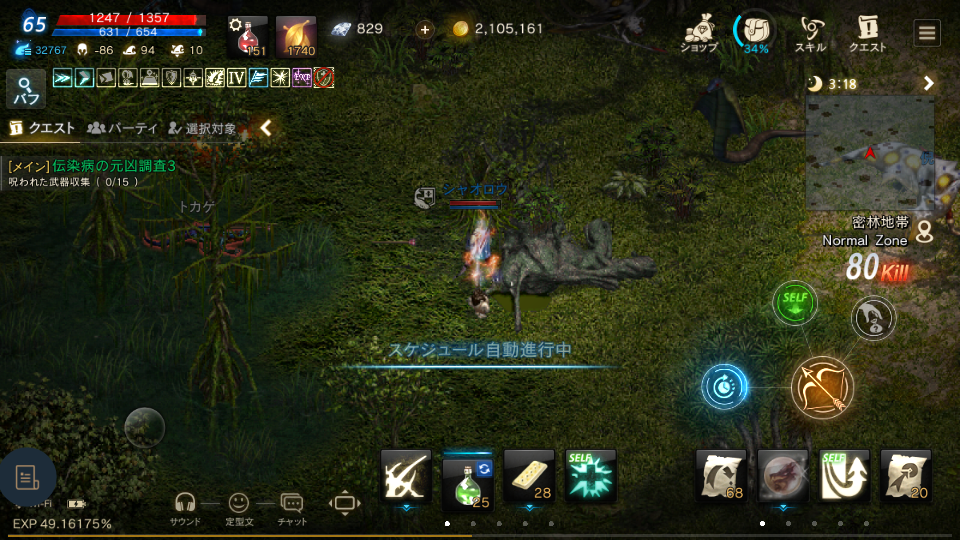 65
1247 / 1357
631 / 654
32767 -86 94 10
151
1740
829
2,105,161
ショップ
34%
スキル
クエスト
バフ
IV
EXP
3:18
クエスト パーティ 選択対象
[メイン] 伝染病の元凶調査3
呪われた武器収集 ( 0/15 )
トカゲ
シャオロウ
密林地帯
Normal Zone
80 Kill
SELF
スケジュール自動進行中
25
28
SELF
68
SELF
20
Wi-Fi
サウンド 定型文 チャット
EXP 49.16175%